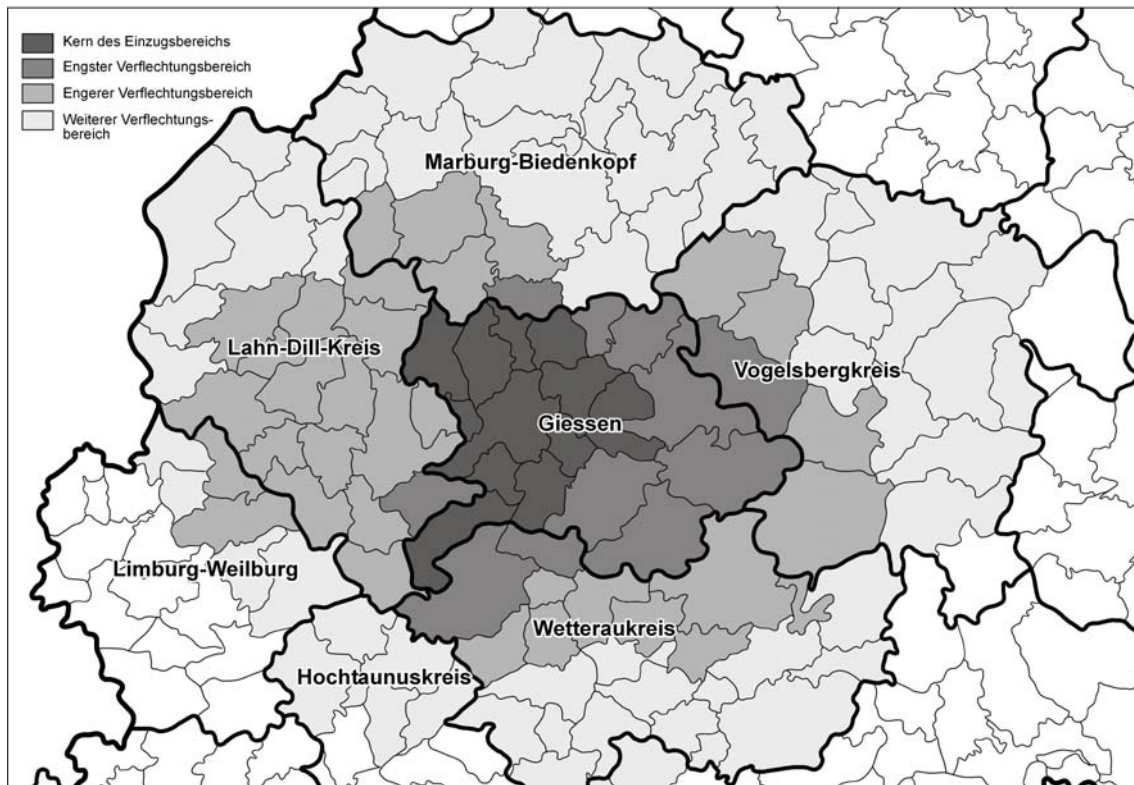 Kern des Einzugsbereichs
Engster Verflechtungsbereich
Engerer Verflechtungsbereich
Weiterer Verflechtungs-
bereich
Marburg-Biedenkopf
Lahn-Dill-Kreis
Vogelsbergkreis
Giessen
Limburg-Weilburg
Wetteraukreis
Hochtaunuskreis